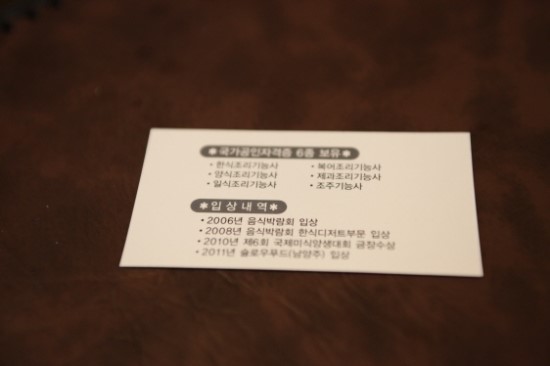 *국가공인자격증 6종 보유*
• 한식조리기능사 • 복어조리기능사
• 양식조리기능사 • 제과조리기능사
• 일식조리기능사 • 조주기능사
*입상내역*
• 2006년 음식박람회 입상
• 2008년 음식박람회 한식디저트부문 입상
• 2010년 제6회 국제미식양생대회 금장수상
• 2011년 슬로우푸드(남양주) 입상